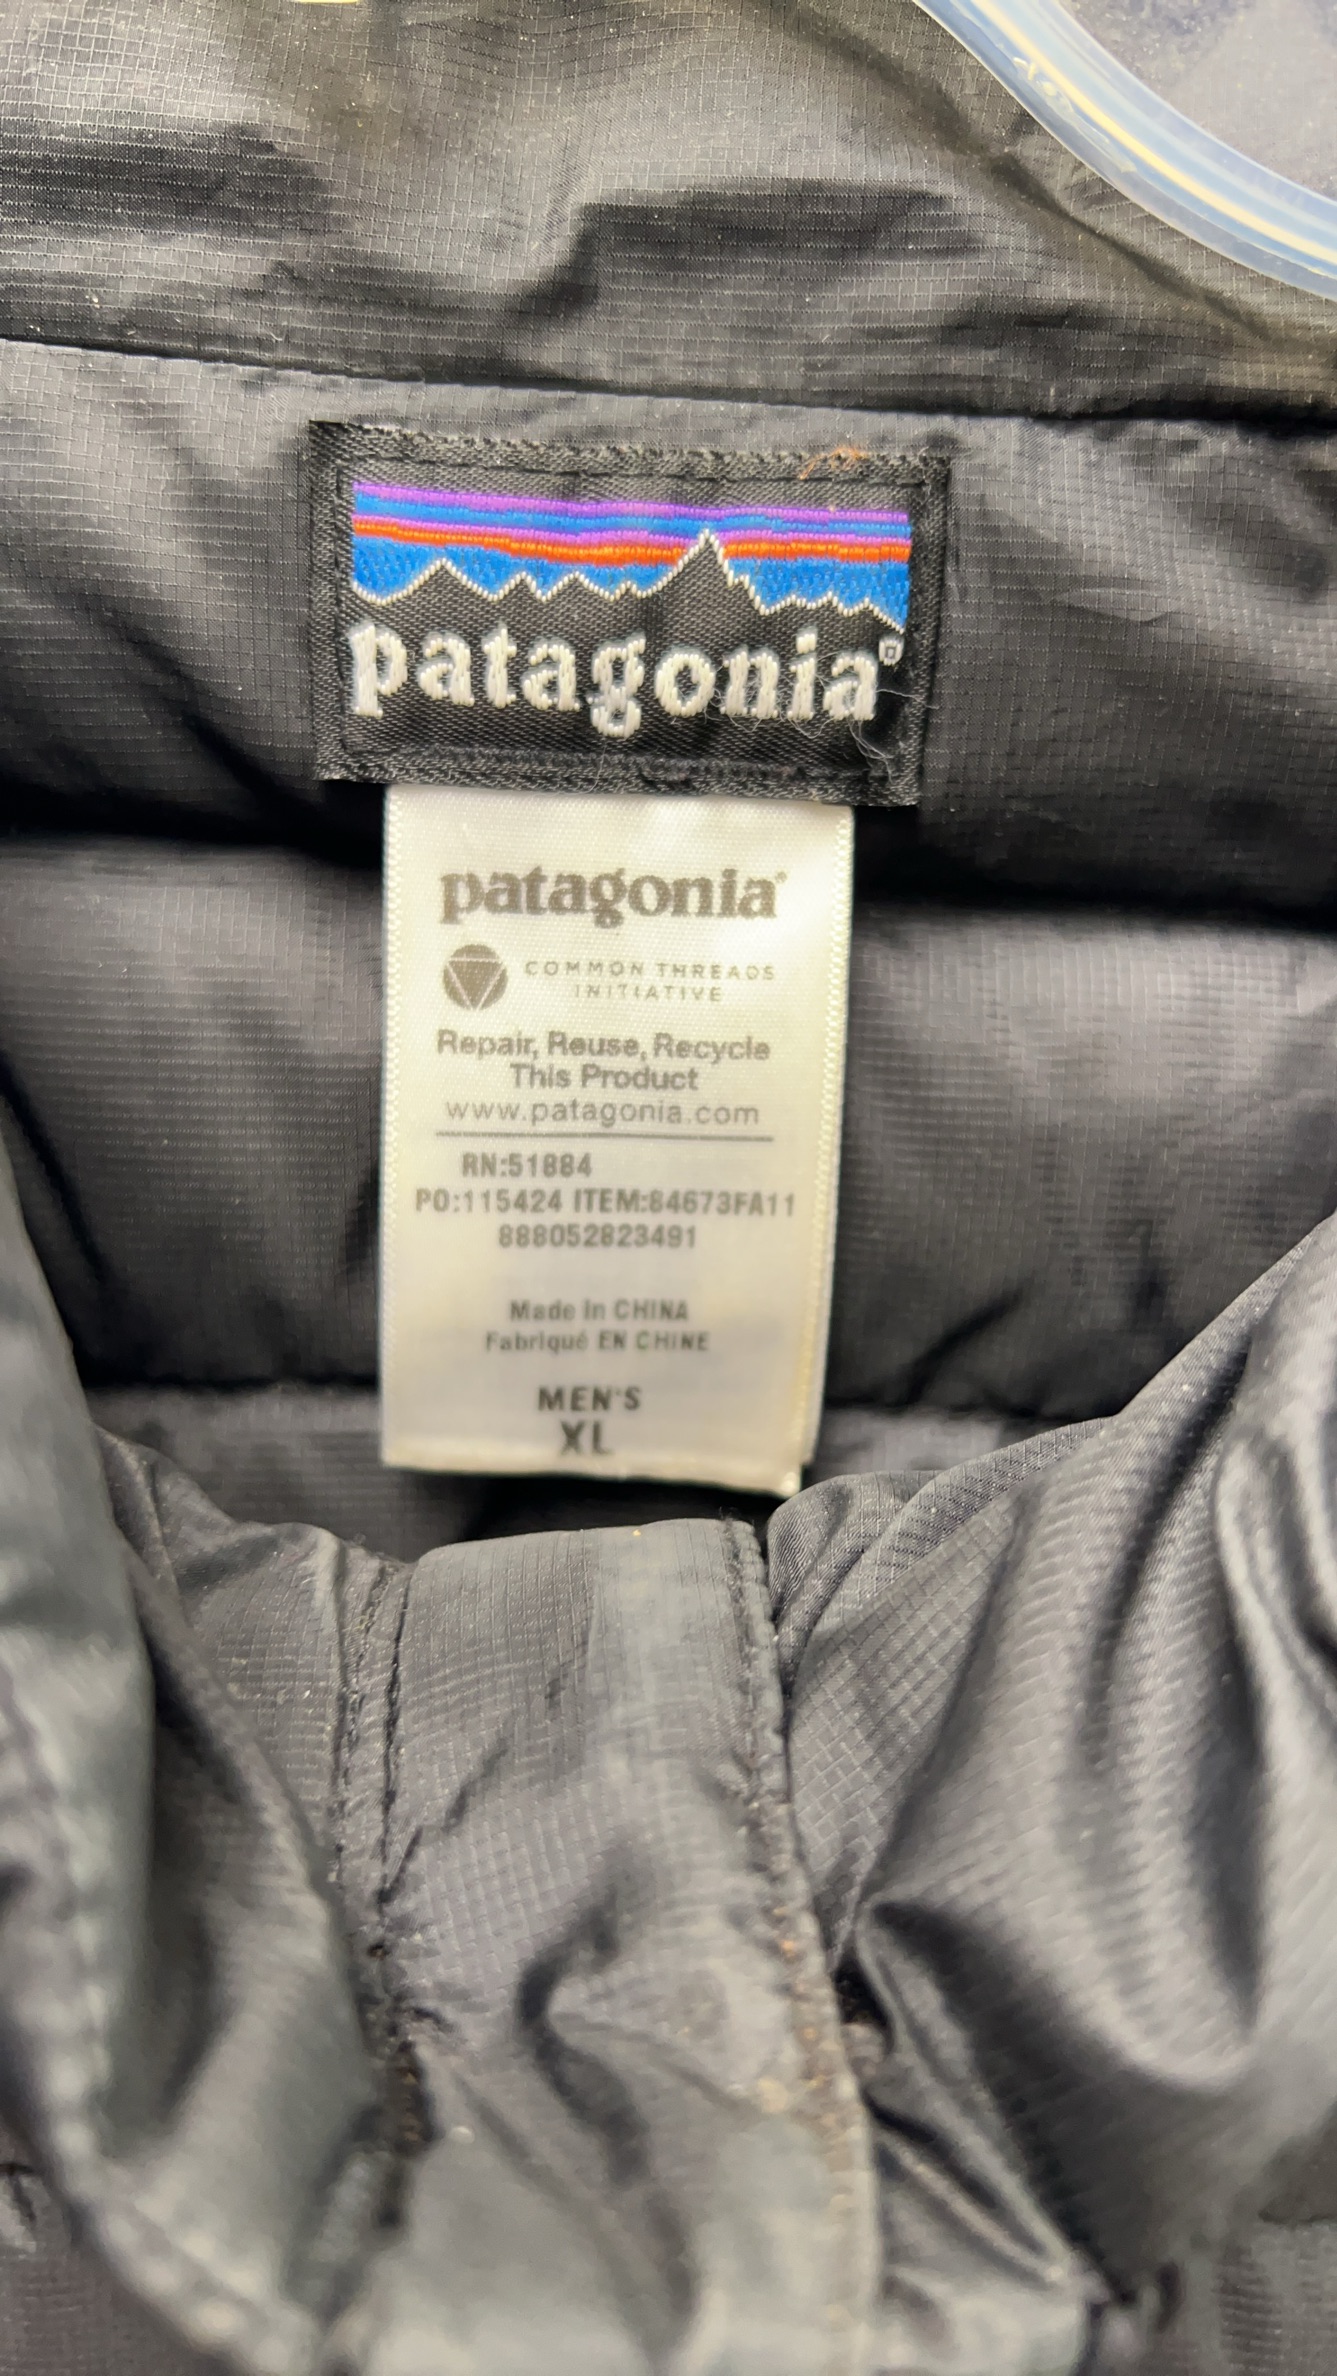 patagonia®
patagonia®
COMMON THREADS
INITIATIVE
Repair, Reuse, Recycle
This Product
www.patagonia.com
RN:51884
PO:115424 ITEM:84673FA11
888052823491
Made in CHINA
Fabriqué EN CHINE
MEN'S
XL